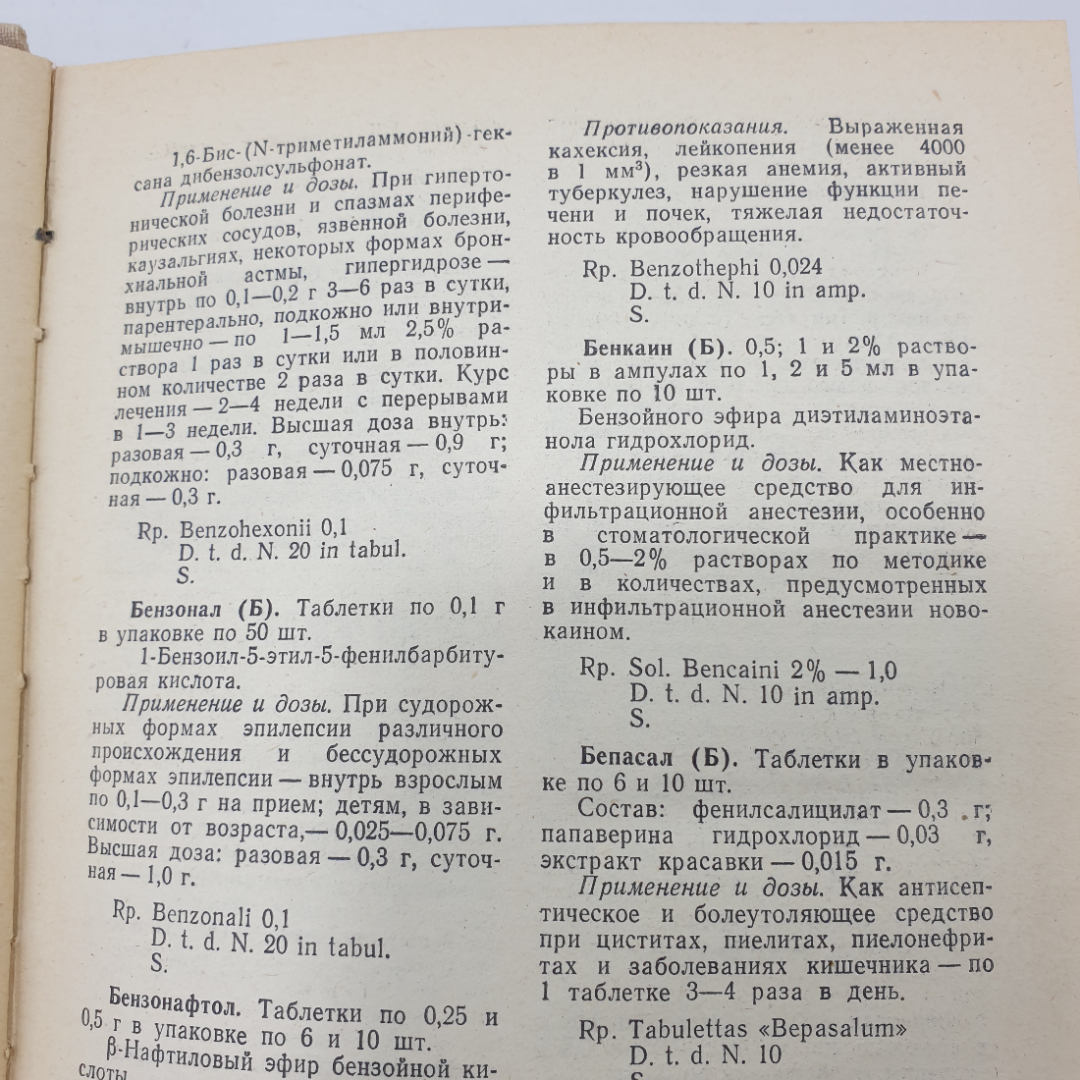 1,6-Бис-(N-триметиламмоний)-гек-
сана дибензолсульфонат.
Применение и дозы. При гиперто-
нической болезни и спазмах перифе-
рических сосудов, язвенной болезни,
каузальгиях, некоторых формах брон-
хиальной астмы, гипергидрозе —
внутрь по 0,1—0,2 г 3—6 раз в сутки,
парентерально, подкожно или внутри-
мышечно — по 1—1,5 мл 2,5% ра-
створа 1 раз в сутки или в половин-
ном количестве 2 раза в сутки. Курс
лечения — 2—4 недели с перерывами
в 1—3 недели. Высшая доза внутрь:
разовая — 0,3 г, суточная — 0,9 г;
подкожно: разовая — 0,075 г, суточ-
ная — 0,3 г.
Rp. Benzohexonii 0,1
D. t. d. N. 20 in tabul.
S.
Бензонал (Б). Таблетки по 0,1 г
в упаковке по 50 шт.
1-Бензоил-5-этил-5-фенилбарбиту-
ровая кислота.
Применение и дозы. При судорож-
ных формах эпилепсии различного
происхождения и бессудорожных
формах эпилепсии — внутрь взрослым
по 0,1—0,3 г на прием; детям, в зави-
симости от возраста,— 0,025—0,075 г.
Высшая доза: разовая — 0,3 г, суточ-
ная — 1,0 г.
Rp. Benzonali 0,1
D. t. d. N. 20 in tabul.
S.
Бензонафтол. Таблетки по 0,25 и
0,5 г в упаковке по 6 и 10 шт.
β-Нафтиловый эфир бензойной ки-
слоты
Противопоказания. Выраженная
кахексия, лейкопения (менее 4000
в 1 мм³), резкая анемия, активный
туберкулез, нарушение функции пе-
чени и почек, тяжелая недостаточ-
ность кровообращения.
Rp. Benzothephi 0,024
D. t. d. N. 10 in amp.
S.
Бенкаин (Б). 0,5; 1 и 2% раство-
ры в ампулах по 1, 2 и 5 мл в упа-
ковке по 10 шт.
Бензойного эфира диэтиламиноэта-
нола гидрохлорид.
Применение и дозы. Как местно-
анестезирующее средство для ин-
фильтрационной анестезии, особенно
в стоматологической практике —
в 0,5—2% растворах по методике
и в количествах, предусмотренных
в инфильтрационной анестезии ново-
каином.
Rp. Sol. Bencaini 2% — 1,0
D. t. d. N. 10 in amp.
S.
Бепасал (Б). Таблетки в упаков-
ке по 6 и 10 шт.
Состав: фенилсалицилат — 0,3 г;
папаверина гидрохлорид — 0,03 г,
экстракт красавки — 0,015 г.
Применение и дозы. Как антисеп-
тическое и болеутоляющее средство
при циститах, пиелитах, пиелонефри-
тах и заболеваниях кишечника — по
1 таблетке 3—4 раза в день.
Rp. Tabulettas «Bepasalum»
D. t. d. N. 10